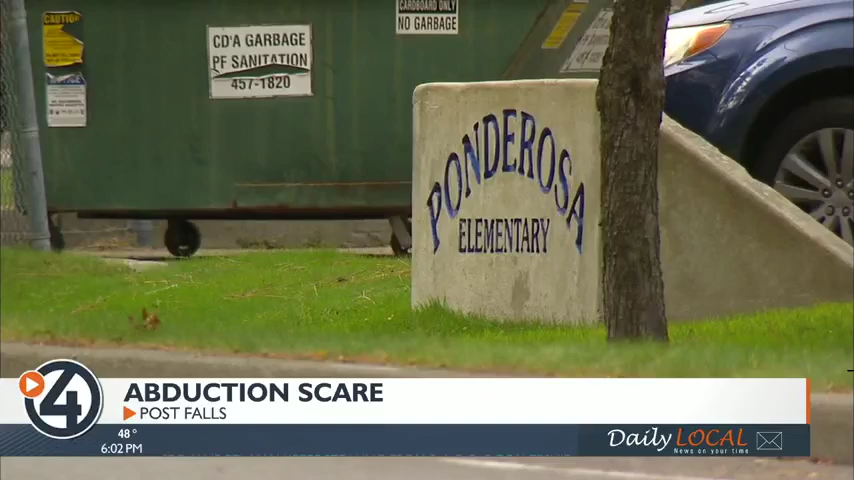 CAUTION
CARDBOARD ONLY
NO GARBAGE
CD'A GARBAGE
PF SANITATION
457-1820
PONDEROSA
ELEMENTARY
4
ABDUCTION SCARE
POST FALLS
48°
6:02 PM
Daily LOCAL
News on your time